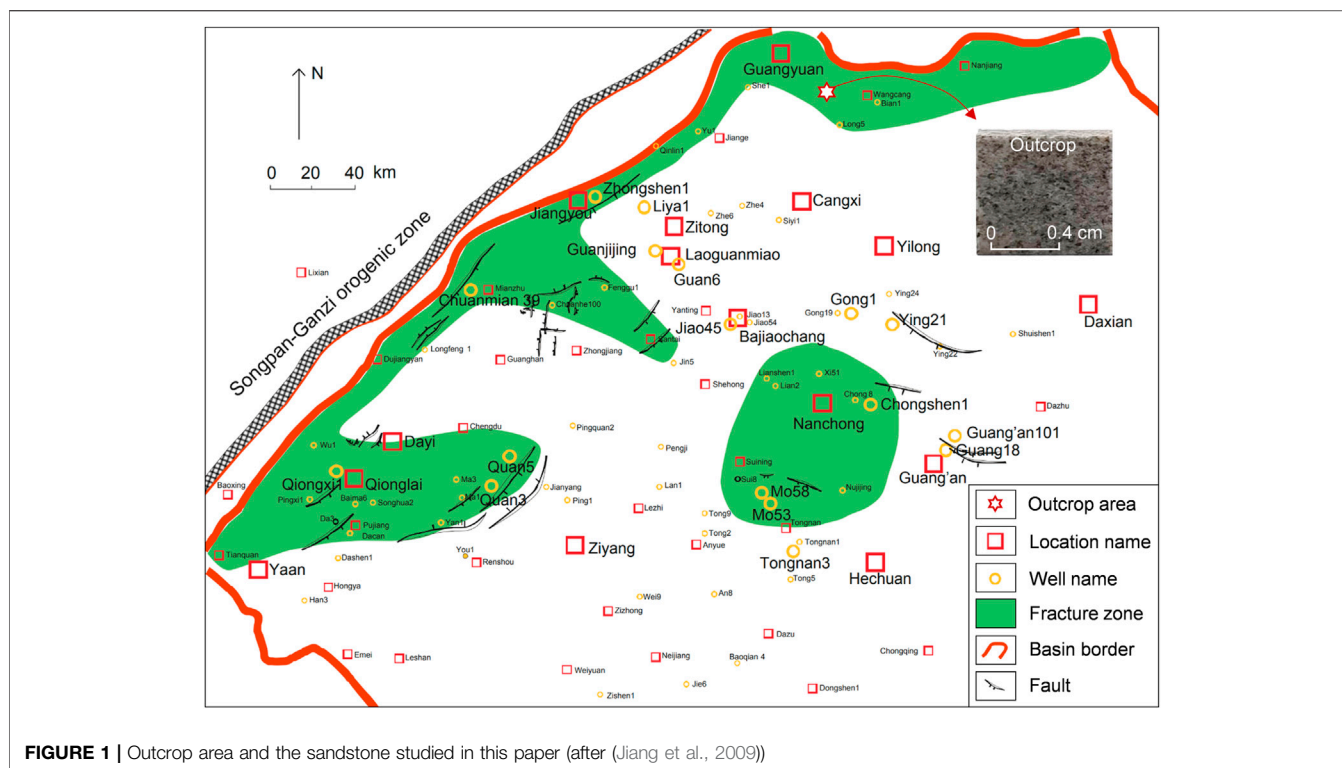 Guangyuan
Nanjiang
She1
Wangcang
Bian1
Long5
N
Yu1
Jiange
Qinlin1
Outcrop
0 0.4 cm
0 20 40 km
Zhongshen1
Jiangyou
Liya1
Zhe4
Zhe6
Cangxi
Siyi1
Zitong
Guanjijing
Laoguanmiao
Guan6
Yilong
Songpan-Ganzi orogenic zone
Lixian
Chuanmian 39
Mianzhu
Fenggu1
Chuanhe100
Ying24
Gong1
Gong19
Ying21
Daxian
Yanting
Jiao13
Jiao45
Jiao54
Bajiaochang
Ying22
Shuishen1
Longfeng 1
Dujiangyan
Guanghan
Zhongjiang
Santai
Jin5
Shehong
Lianshen1
Lian2
Xi51
Chong8
Chongshen1
Nanchong
Dazhu
Chengdu
Pingquan2
Wu1
Dayi
Pengji
Guang'an101
Guang18
Guang'an
Quan5
Qiongxi1
Qionglai
Suining
Sui8
Baoxing
Pingxi1
Baima6
Songhua2
Ma3
Quan3
Jianyang
Ping1
Lan1
Mo58
Mo53
Nujijing
Lezhi
Da3
Pujiang
Dacan
Yan1
Tong9
Tong2
Tongnan
Tongnan1
Tongnan3
Anyue
Tianquan
Yaan
Dashen1
You1
Renshou
Ziyang
Hechuan
Tong5
Hongya
Han3
Wei9
An8
Zizhong
Dazu
Emei
Leshan
Weiyuan
Neijiang
Baoqian 4
Chongqing
Jie6
Zishen1
Dongshen1
Outcrop area
Location name
Well name
Fracture zone
Basin border
Fault
FIGURE 1 | Outcrop area and the sandstone studied in this paper (after (Jiang et al., 2009))